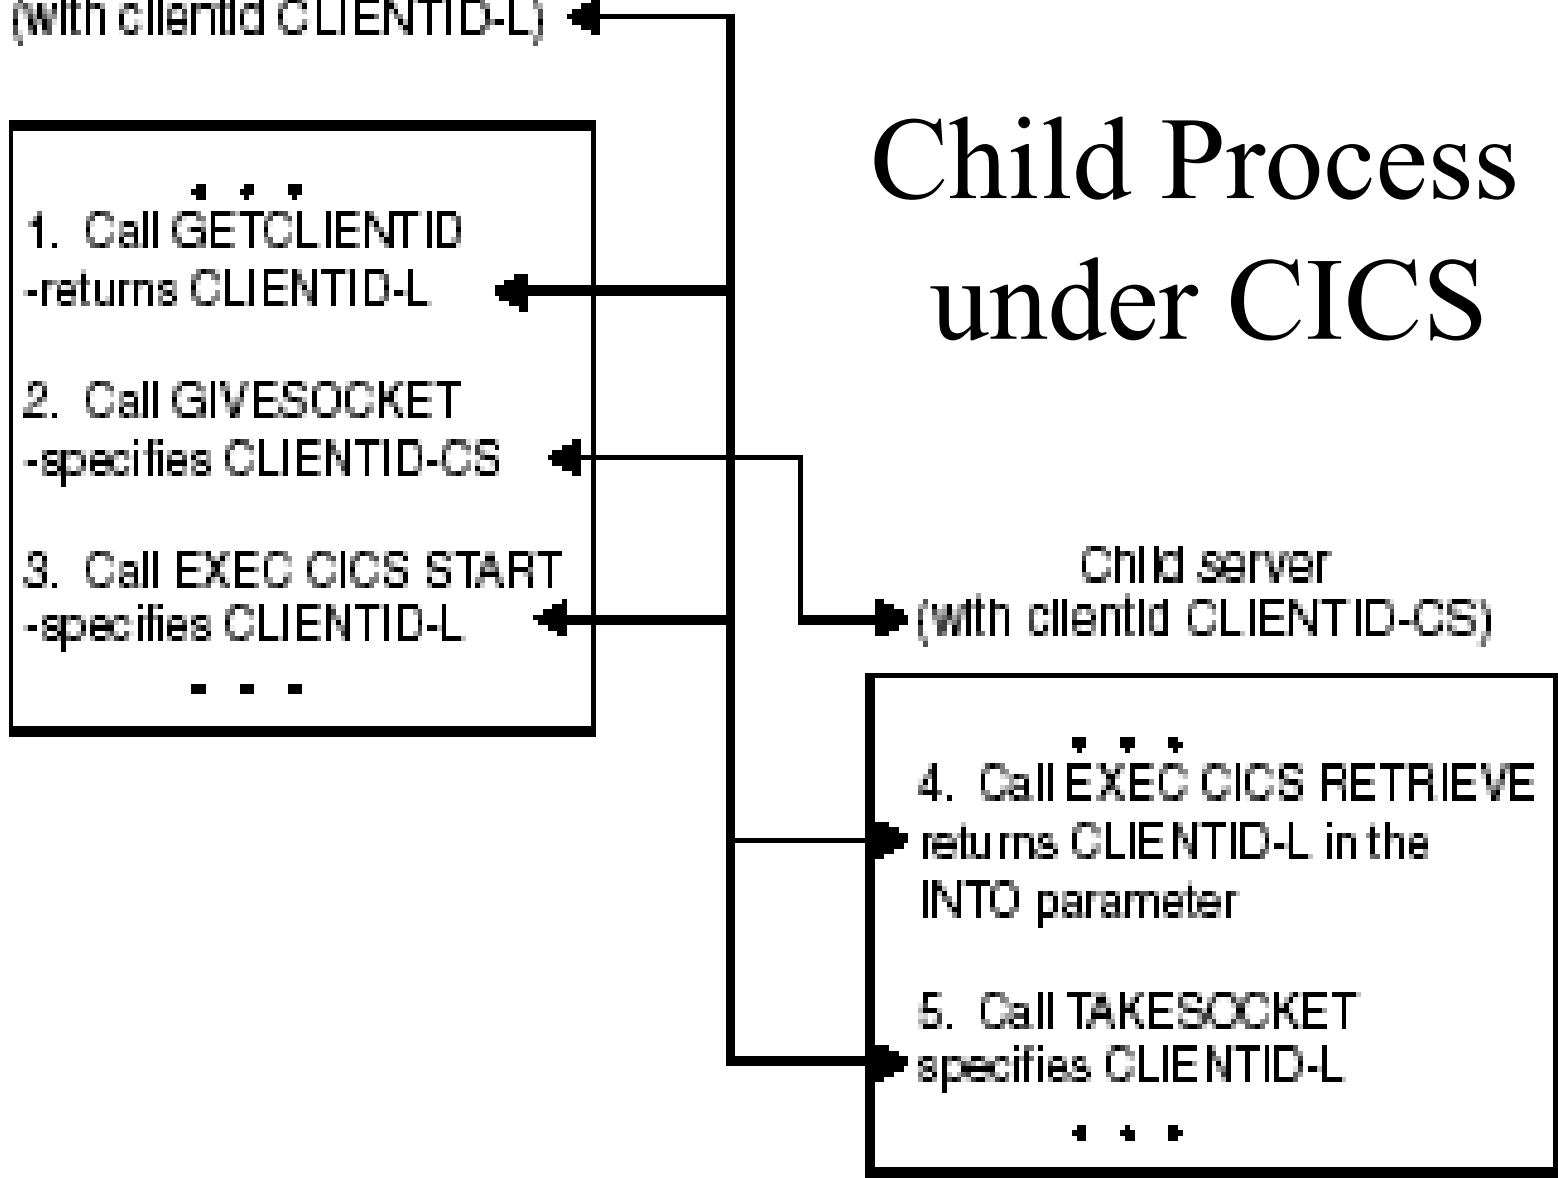 (with clientid CLIENTID-L)
Child Process
under CICS
. . .
1. Call GETCLIENTID
-returns CLIENTID-L
2. Call GIVESOCKET
-specifies CLIENTID-CS
3. Call EXEC CICS START
-specifies CLIENTID-L
. . .
Child server
(with clientid CLIENTID-CS)
. . .
4. Call EXEC CICS RETRIEVE
returns CLIENTID-L in the
INTO parameter
5. Call TAKESOCKET
specifies CLIENTID-L
. . .